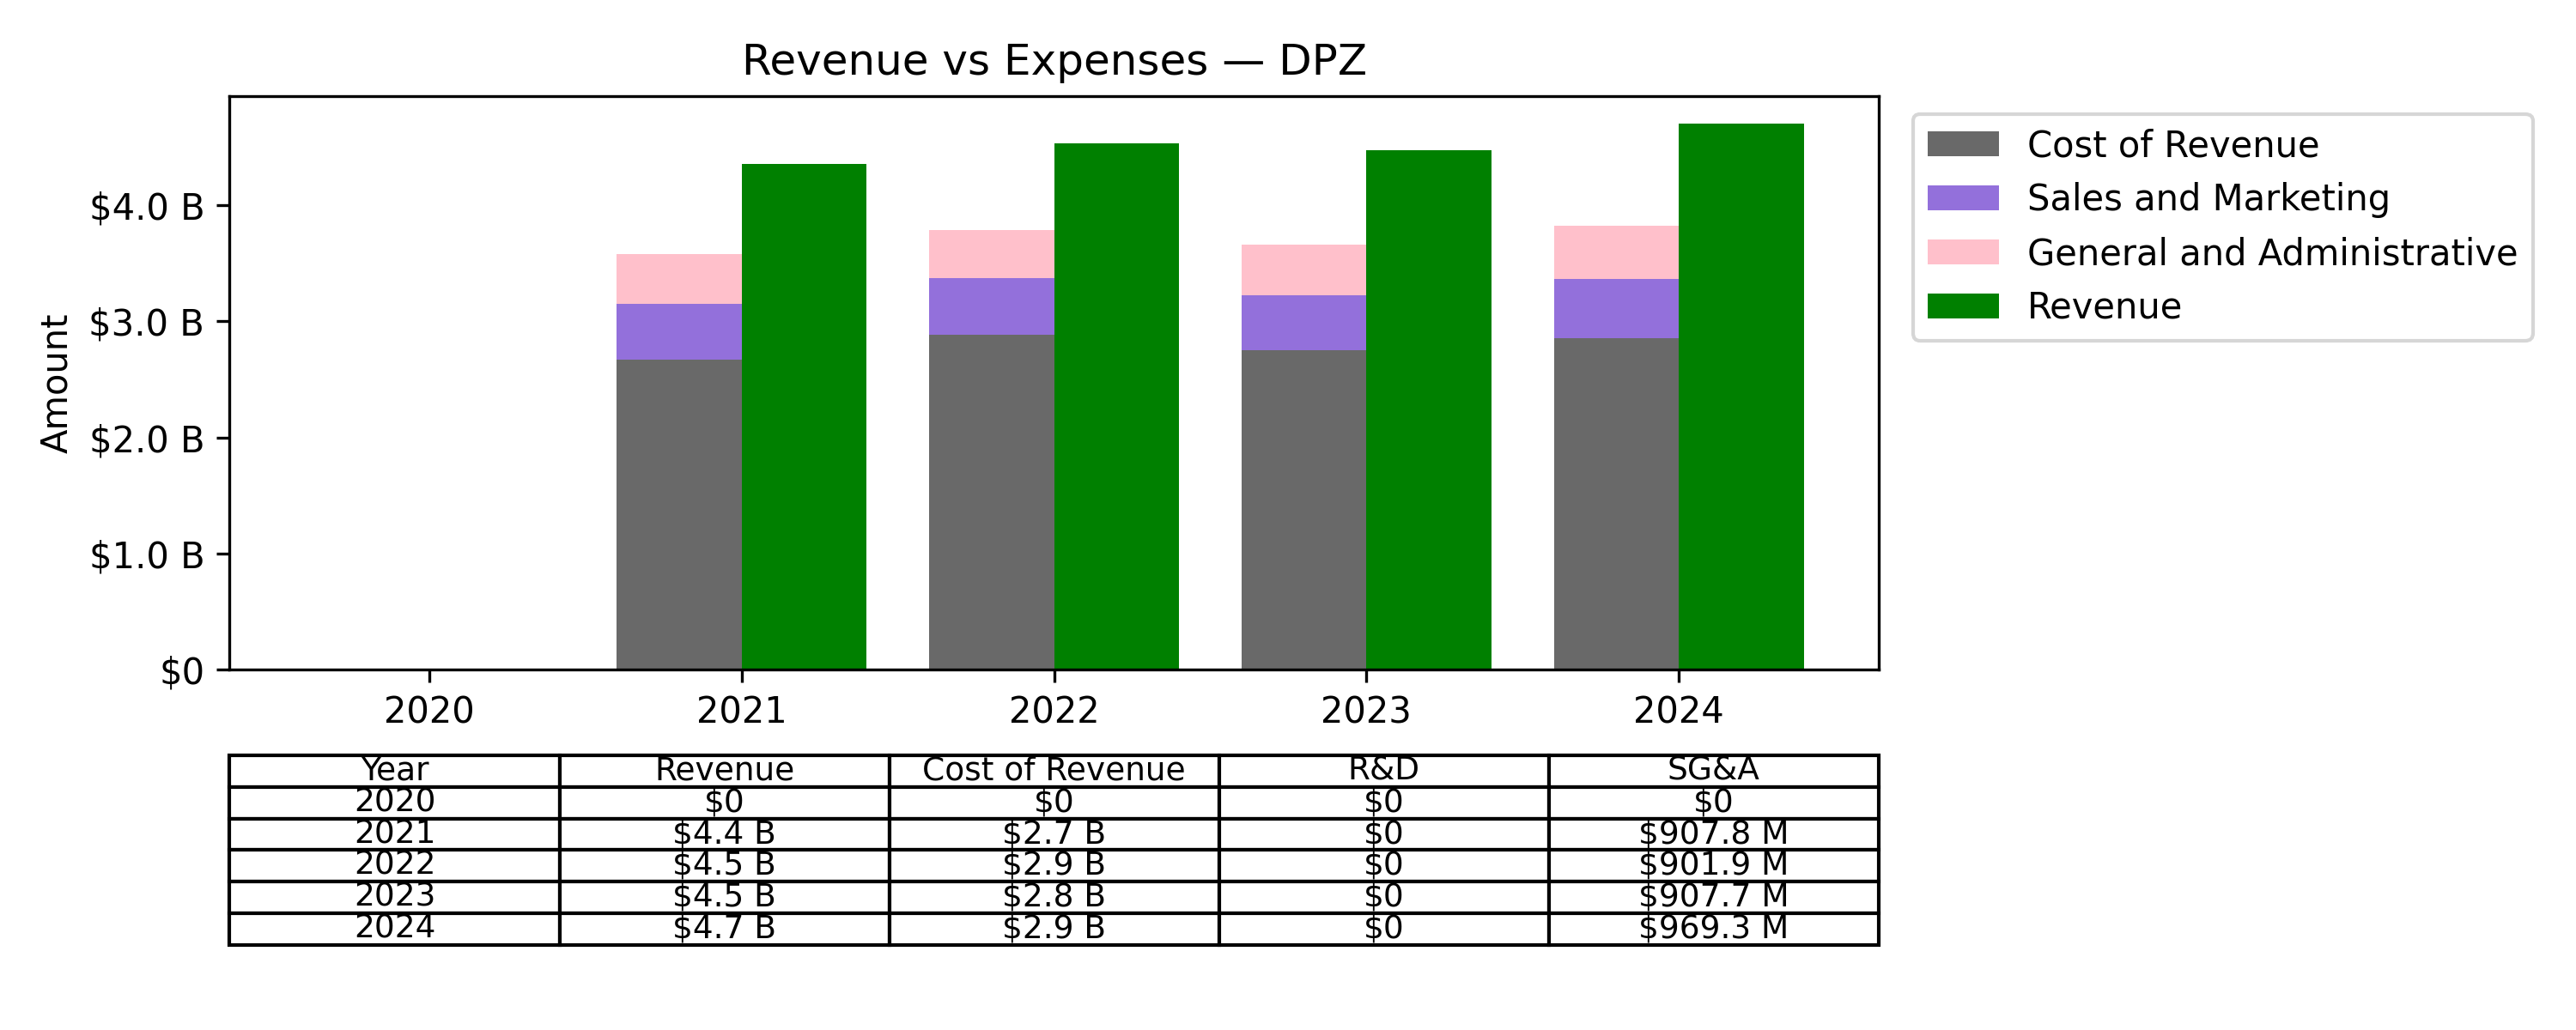 Revenue vs Expenses — DPZ
Amount
$4.0 B
$3.0 B
$2.0 B
$1.0 B
$0
2020 2021 2022 2023 2024
Cost of Revenue
Sales and Marketing
General and Administrative
Revenue
Year Revenue Cost of Revenue R&D SG&A
2020 $0 $0 $0 $0
2021 $4.4 B $2.7 B $0 $907.8 M
2022 $4.5 B $2.9 B $0 $901.9 M
2023 $4.5 B $2.8 B $0 $907.7 M
2024 $4.7 B $2.9 B $0 $969.3 M